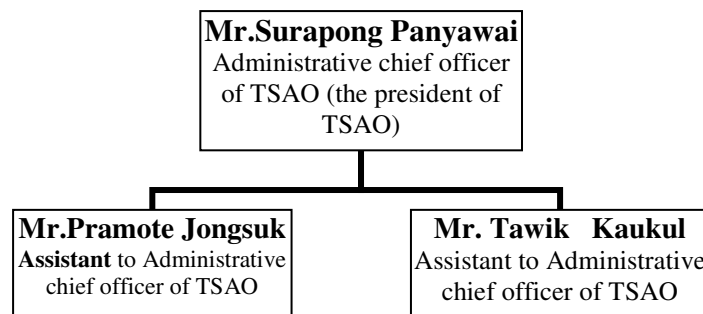 Mr.Surapong Panyawai
Administrative chief officer
of TSAO (the president of
TSAO)
Mr.Pramote Jongsuk
Assistant to Administrative
chief officer of TSAO
Mr. Tawik Kaukul
Assistant to Administrative
chief officer of TSAO